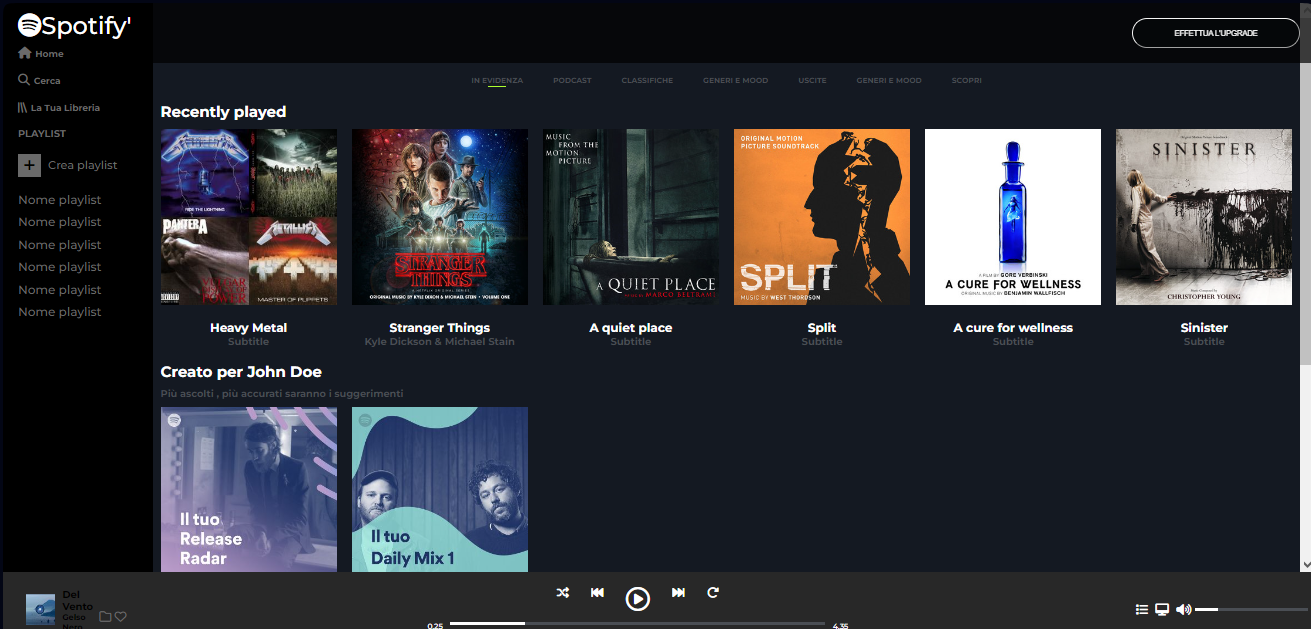 Spotify'
EFFETTUA L'UPGRADE
Home
Cerca
La Tua Libreria
PLAYLIST
Crea playlist
Nome playlist
Nome playlist
Nome playlist
Nome playlist
Nome playlist
Nome playlist
IN EVIDENZA
PODCAST
CLASSIFICHE
GENERI E MOOD
USCITE
GENERI E MOOD
SCOPRI
Recently played
RIDE THE LIGHTNING
PANTERA
METALLICA
MASTER OF PUPPETS
STRANGER
THINGS
A NETFLIX ORIGINAL SERIES
ORIGINAL MUSIC BY KYLE DIXON & MICHAEL STEIN • VOLUME ONE
MUSIC
FROM THE
MOTION
PICTURE
A QUIET PLACE
MUSIC BY MARCO BELTRAMI
ORIGINAL MOTION
PICTURE SOUNDTRACK
SPLIT
MUSIC BY WEST THORDSON
A FILM BY GORE VERBINSKI
A CURE FOR WELLNESS
ORIGINAL MUSIC BY BENJAMIN WALLFISCH
SINISTER
CHRISTOPHER YOUNG
Heavy Metal
Subtitle
Stranger Things
Kyle Dickson & Michael Stain
A quiet place
Subtitle
Split
Subtitle
A cure for wellness
Subtitle
Sinister
Subtitle
Creato per John Doe
Più ascolti , più accurati saranno i suggerimenti
Il tuo
Release
Radar
Il tuo
Daily Mix 1
Del
Vento
Gelso
Nero
0.25
4.35